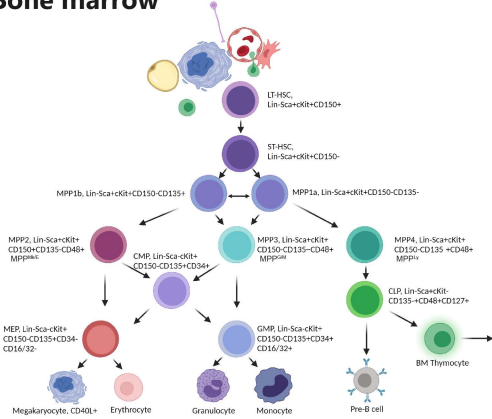 Bone marrow
LT-HSC,
Lin-Sca+cKit+CD150+
ST-HSC,
Lin-Sca+cKit+CD150-
MPP1b, Lin-Sca+cKit+CD150-CD135+
MPP1a, Lin-Sca+cKit+CD150-CD135-
MPP2, Lin-Sca+cKit+
CD150+CD135-CD48+
MPPMk/E
CMP, Lin-Sca-cKit+
CD150-CD135+CD34+
MPP3, Lin-Sca+cKit+
CD150-CD135-CD48+
MPPGM
MPP4, Lin-Sca+cKit+
CD150-CD135 +CD48+
MPPLy
CLP, Lin-Sca+cKit-
CD135-+CD48+CD127+
MEP, Lin-Sca-cKit+
CD150-CD135+CD34-
CD16/32-
GMP, Lin-Sca-cKit+
CD150-CD135+CD34+
CD16/32+
BM Thymocyte
Megakaryocyte, CD40L+
Erythrocyte
Granulocyte
Monocyte
Pre-B cell